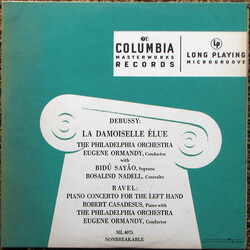 COLUMBIA
MASTERWORKS
RECORDS
LP
LONG PLAYING
MICROGROOVE
DEBUSSY:
LA DAMOISELLE ÉLUE
THE PHILADELPHIA ORCHESTRA
EUGENE ORMANDY, Conductor
with
BIDÚ SAYÃO, Soprano
ROSALIND NADELL, Contralto
RAVEL:
PIANO CONCERTO FOR THE LEFT HAND
ROBERT CASADESUS, Piano with
THE PHILADELPHIA ORCHESTRA
EUGENE ORMANDY, Conductor
ML 4075
NONBREAKABLE